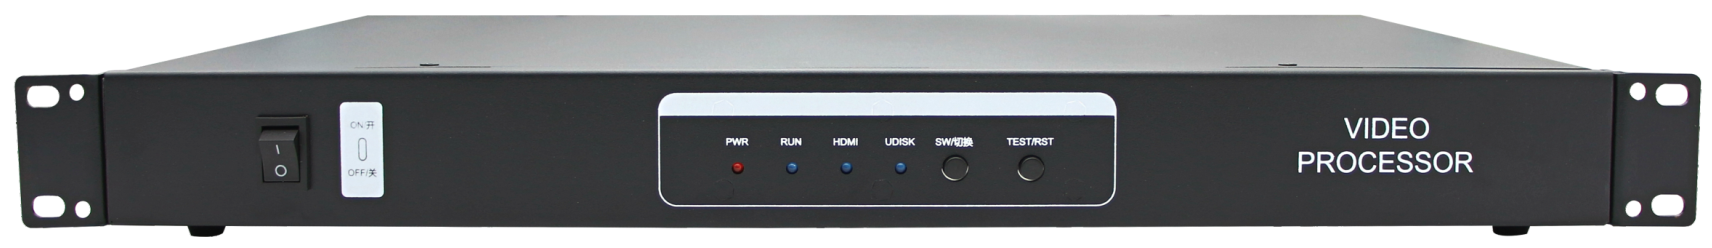 ON/开
OFF/关
PWR RUN HDMI UDISK SW/切换 TEST/RST
VIDEO
PROCESSOR